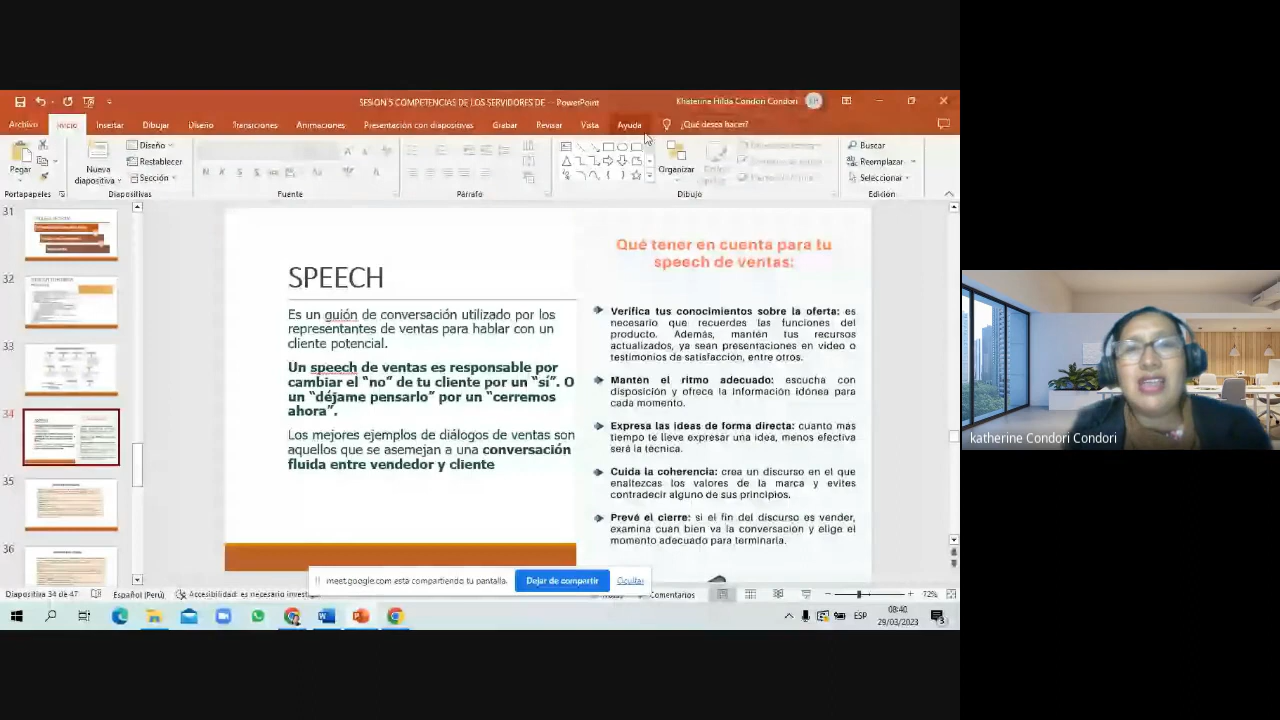 SESION 5 COMPETENCIAS DE LOS SERVIDORES DE -- PowerPoint
Khaterine Hilda Condori Condori
Archivo Inicio Insertar Dibujar Diseño Transiciones Animaciones Presentación con diapositivas Grabar Revisar Vista Ayuda ¿Qué desea hacer?
Pegar
Nueva diapositiva
Diseño
Restablecer
Sección
Organizar
Buscar
Reemplazar
Seleccionar
Portapapeles Diapositivas Fuente Párrafo Dibujo Edición
31
32
33
34
35
36
SPEECH
Es un guión de conversación utilizado por los
representantes de ventas para hablar con un
cliente potencial.
Un speech de ventas es responsable por
cambiar el “no” de tu cliente por un “sí”. O
un “déjame pensarlo” por un “cerremos
ahora”.
Los mejores ejemplos de diálogos de ventas son
aquellos que se asemejan a una conversación
fluida entre vendedor y cliente
Qué tener en cuenta para tu
speech de ventas:
Verifica tus conocimientos sobre la oferta: es
necesario que recuerdes las funciones del
producto. Además, mantén tus recursos
actualizados, ya sean presentaciones en video o
testimonios de satisfacción, entre otros.
Mantén el ritmo adecuado: escucha con
disposición y ofrece la información idónea para
cada momento.
Expresa las ideas de forma directa: cuanto mas
tiempo te lleve expresar una idea, menos efectiva
será la técnica.
Cuida la coherencia: crea un discurso en el que
enaltezcas los valores de la marca y evites
contradecir alguno de sus principios.
Prevé el cierre: si el fin del discurso es vender,
examina cuan bien va la conversación y elige el
momento adecuado para terminarla.
meet.google.com está compartiendo tu pantalla.
Dejar de compartir
Ocultar
Diapositiva 34 de 47 Español (Perú) Accesibilidad: es necesario Comentarios 72%
ESP
08:40
29/03/2023
katherine Condori Condori